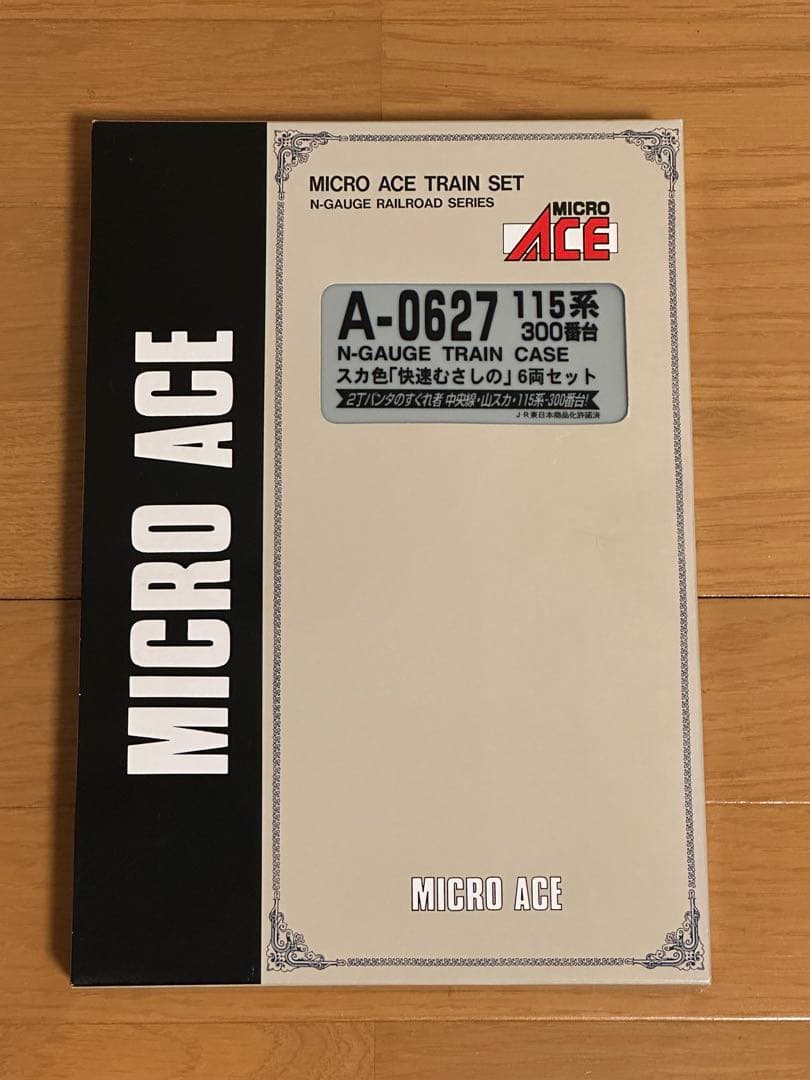 MICRO ACE
MICRO ACE TRAIN SET
N-GAUGE RAILROAD SERIES
MICRO
ACE
A-0627 115系
300番台
N-GAUGE TRAIN CASE
スカ色「快速むさしの」6両セット
2丁パンタのすぐれ者 中央線・山スカ・115系-300番台!
JR東日本商品化許諾済
MICRO ACE